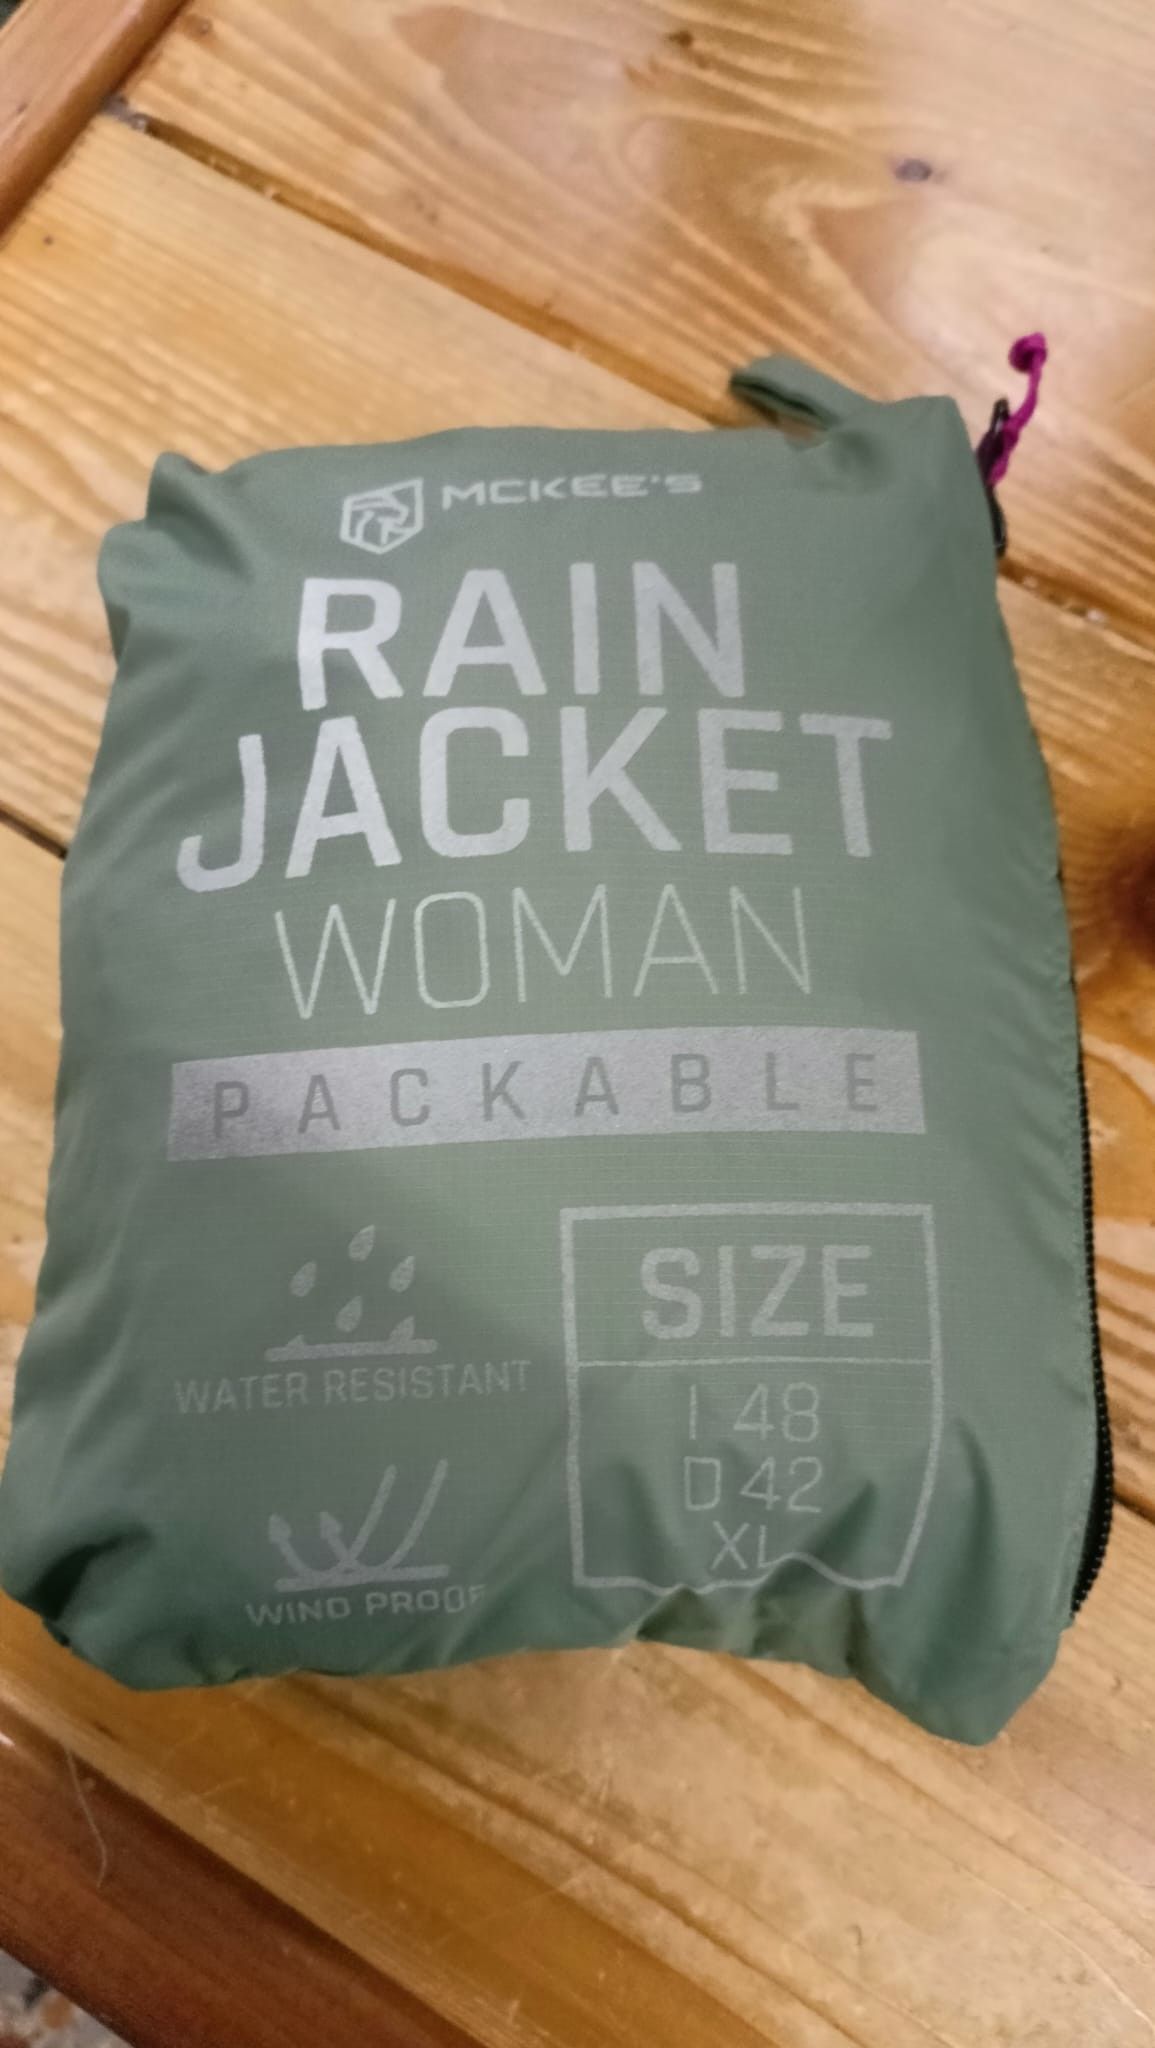 MCKEE'S
RAIN
JACKET
WOMAN
PACKABLE
WATER RESISTANT
WIND PROOF
SIZE
I 48
D 42
XL